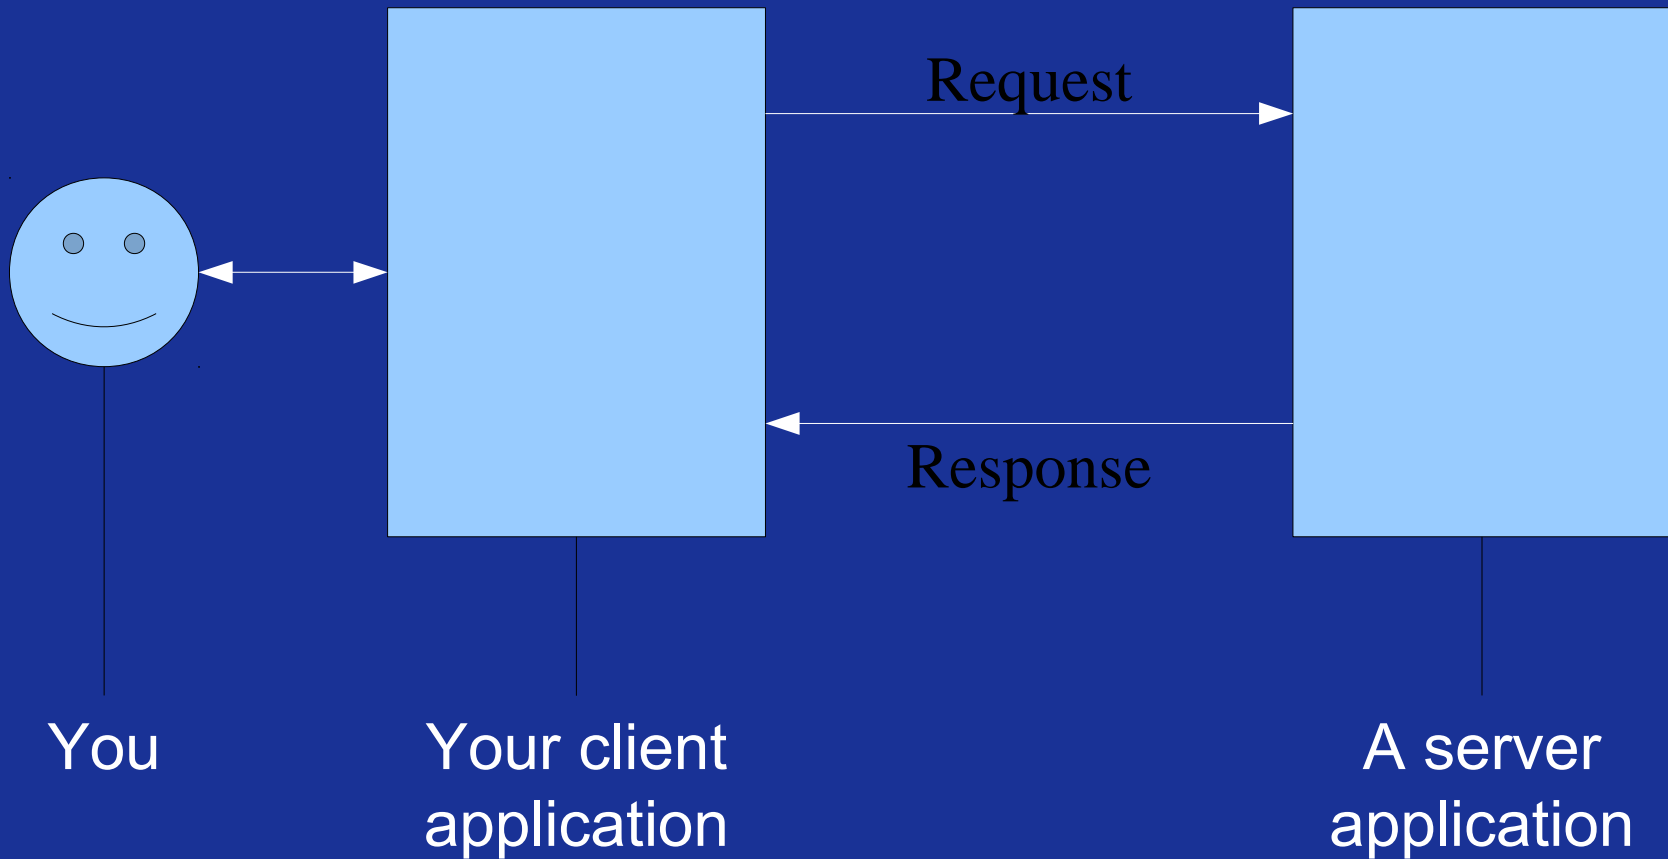 Request
Response
You
Your client
application
A server
application